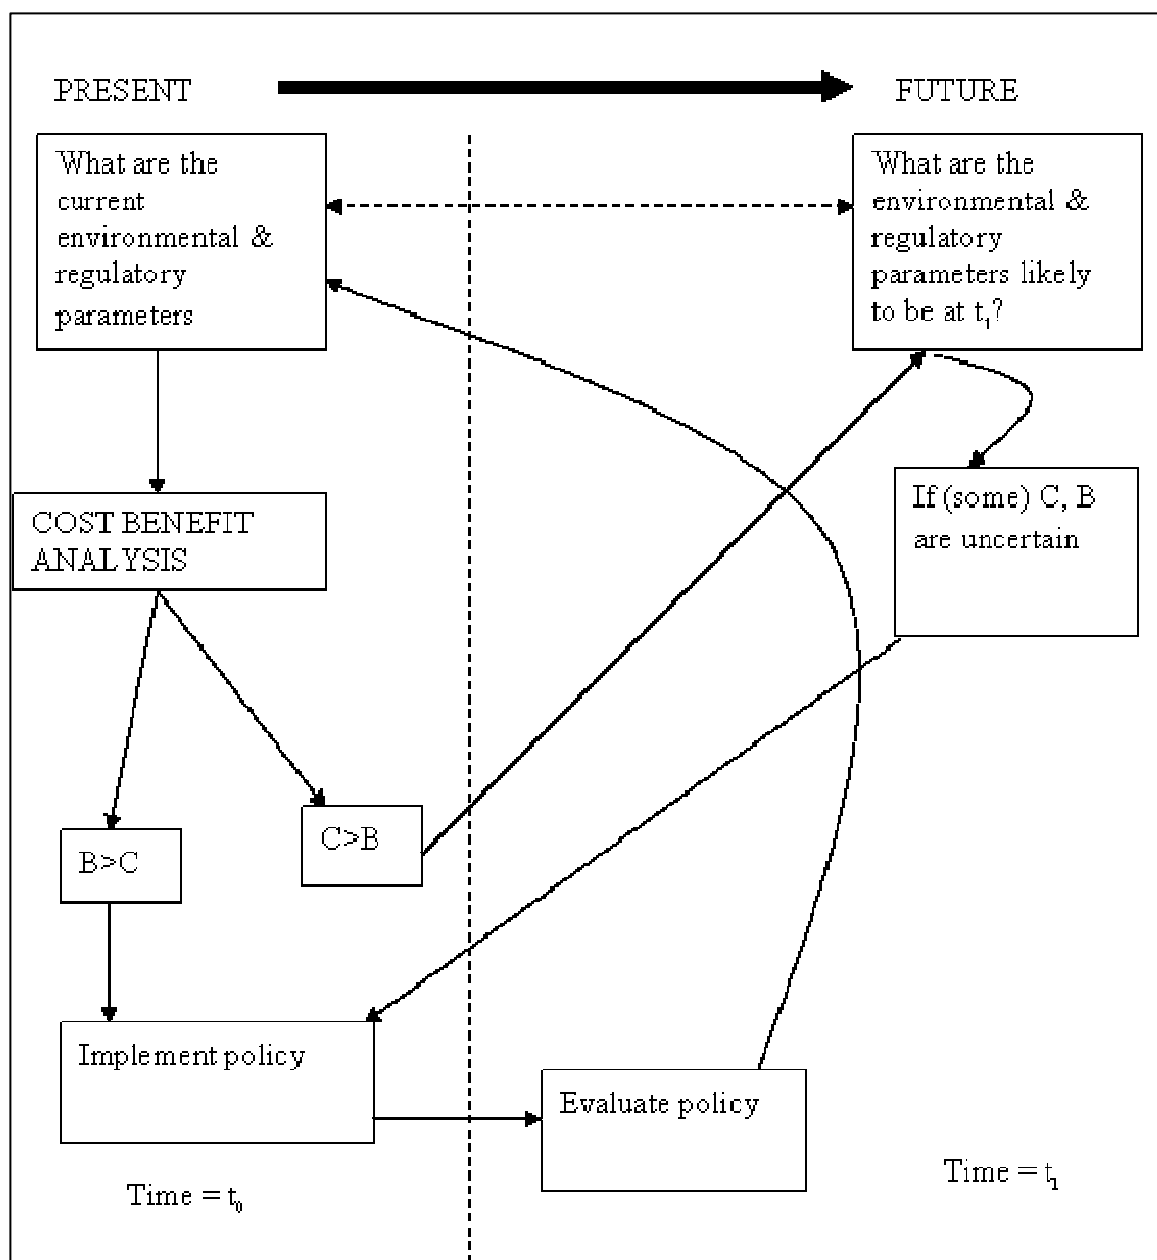 PRESENT
FUTURE
What are the
current
environmental &
regulatory
parameters
What are the
environmental &
regulatory
parameters likely
to be at t₁?
COST BENEFIT
ANALYSIS
If (some) C, B
are uncertain
C>B
B>C
Implement policy
Evaluate policy
Time = t₀
Time = t₁